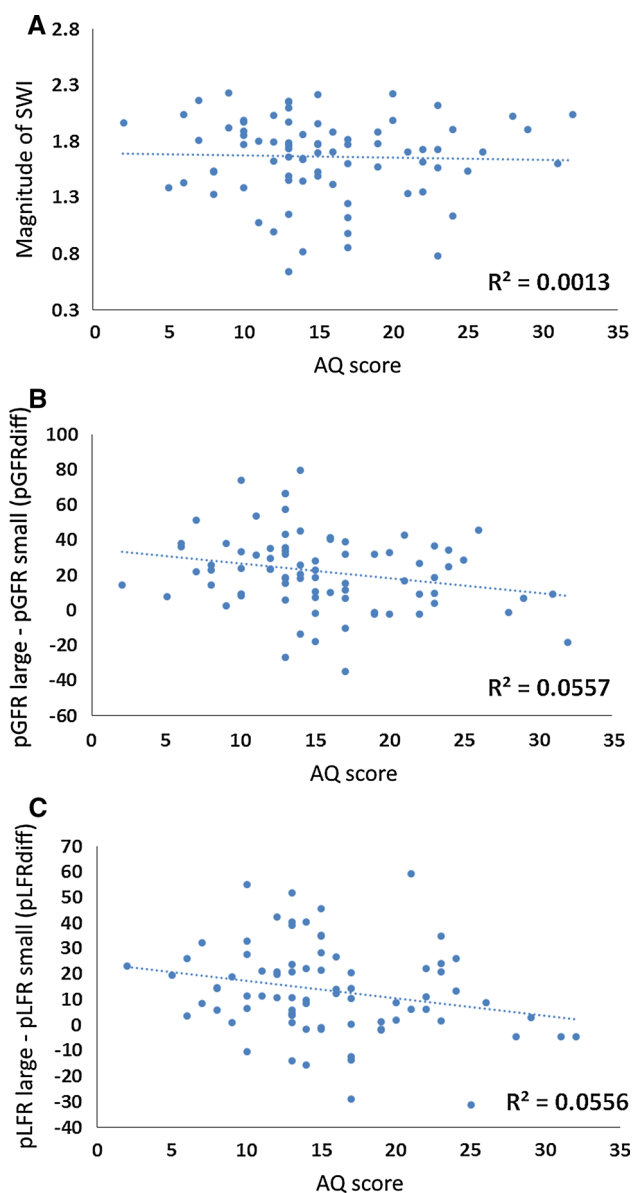 A
2.8
2.3
1.8
1.3
0.8
0.3
Magnitude of SWI
R² = 0.0013
0 5 10 15 20 25 30 35
AQ score
B
100
80
60
40
20
0
-20
-40
-60
pGFR large - pGFR small (pGFRdiff)
R² = 0.0557
0 5 10 15 20 25 30 35
AQ score
C
70
60
50
40
30
20
10
0
-10
-20
-30
-40
pLFR large - pLFR small (pLFRdiff)
R² = 0.0556
0 5 10 15 20 25 30 35
AQ score